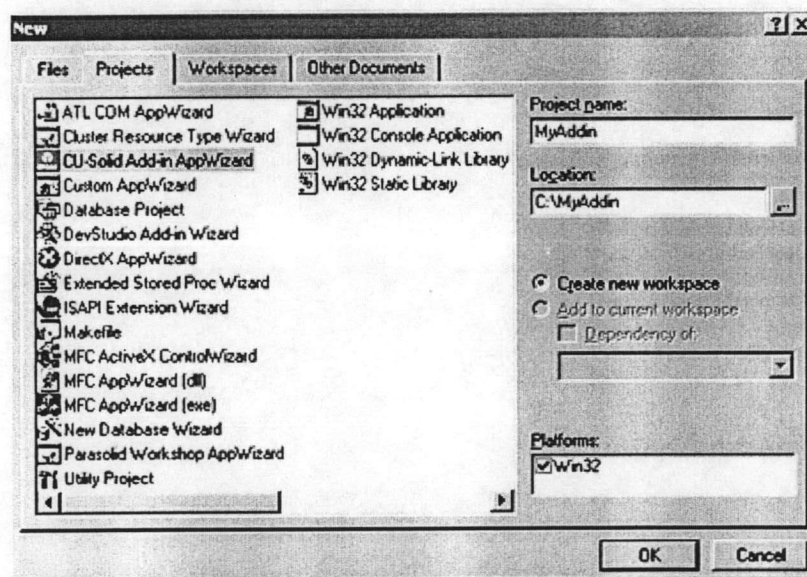 New
Files
Projects
Workspaces
Other Documents
ATL COM AppWizard
Cluster Resource Type Wizard
CU-Solid Add-in AppWizard
Custom AppWizard
Database Project
DevStudio Add-in Wizard
DirectX AppWizard
Extended Stored Proc Wizard
ISAPI Extension Wizard
Makefile
MFC ActiveX ControlWizard
MFC AppWizard (dll)
MFC AppWizard (exe)
New Database Wizard
Parasolid Workshop AppWizard
Utility Project
Win32 Application
Win32 Console Application
Win32 Dynamic-Link Library
Win32 Static Library
Project name:
MyAddin
Location:
C:\MyAddin
...
Create new workspace
Add to current workspace
Dependency of:
Platforms:
Win32
OK
Cancel